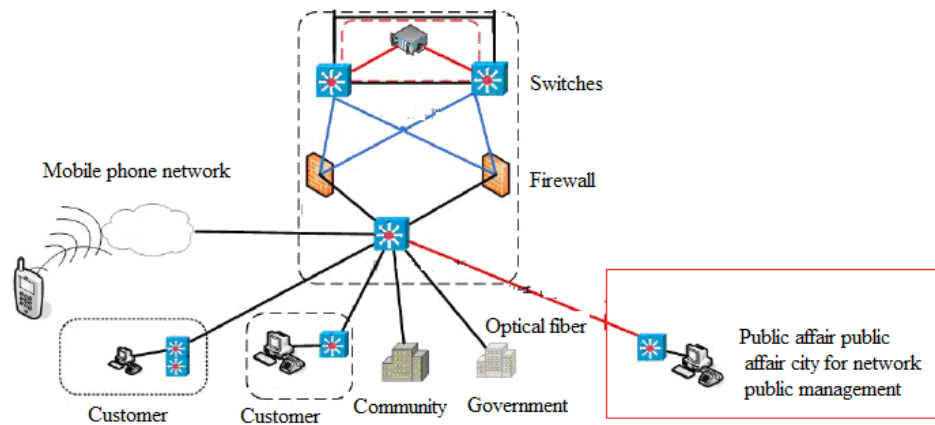 Switches
Mobile phone network
Firewall
Optical fiber
Public affair public
affair city for network
public management
Customer
Customer
Community
Government